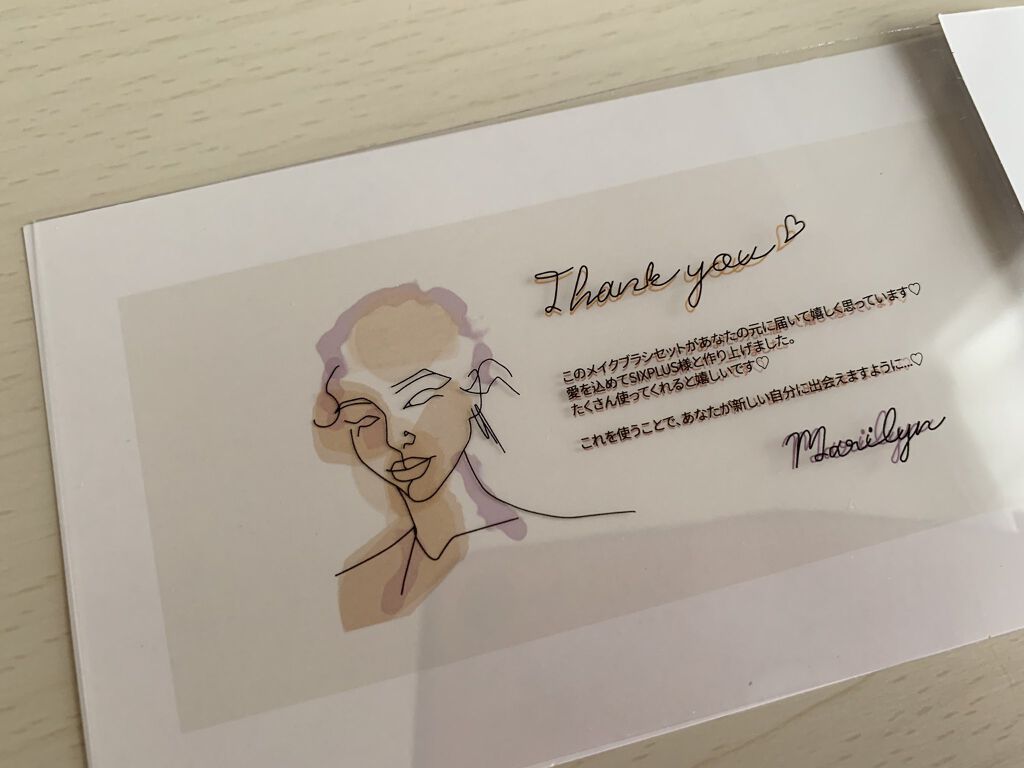 Thank you♡
このメイクブラシセットがあなたの元に届いて嬉しく思っています♡
愛を込めてSIXPLUS様と作り上げました。
たくさん使ってくれると嬉しいです♡
これを使うことで、あなたが新しい自分に出会えますように...♡
Mariilyn